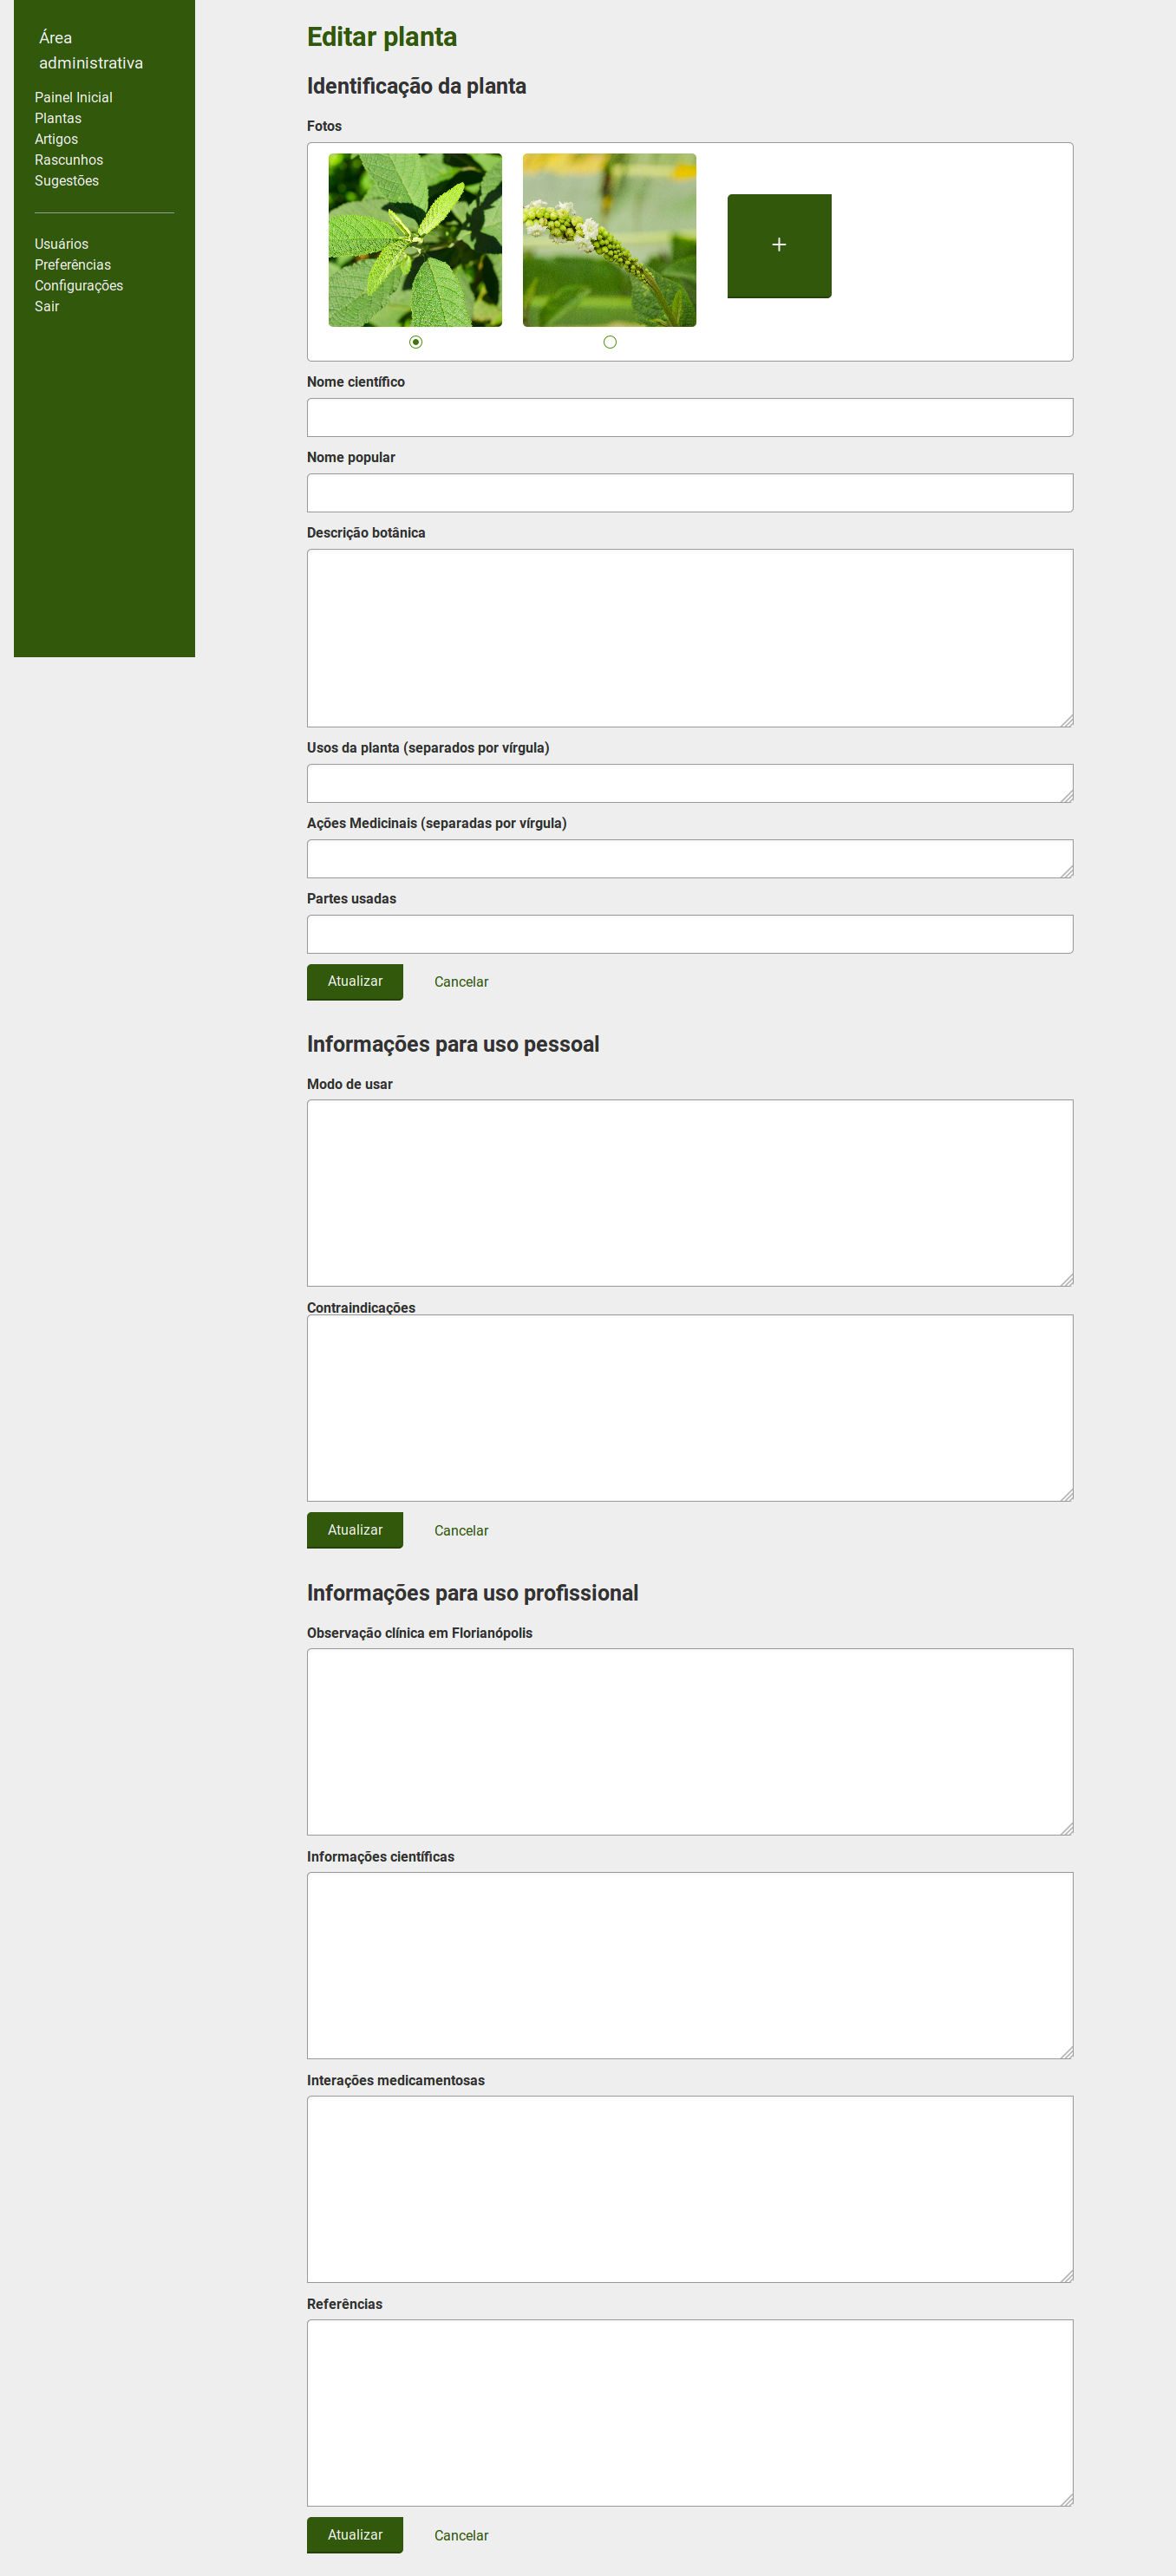 Área
administrativa
Painel Inicial
Plantas
Artigos
Rascunhos
Sugestões
Usuários
Preferências
Configurações
Sair
Editar planta
Identificação da planta
Fotos
+
Nome científico
Nome popular
Descrição botânica
Usos da planta (separados por vírgula)
Ações Medicinais (separadas por vírgula)
Partes usadas
Atualizar Cancelar
Informações para uso pessoal
Modo de usar
Contraindicações
Atualizar Cancelar
Informações para uso profissional
Observação clínica em Florianópolis
Informações científicas
Interações medicamentosas
Referências
Atualizar Cancelar